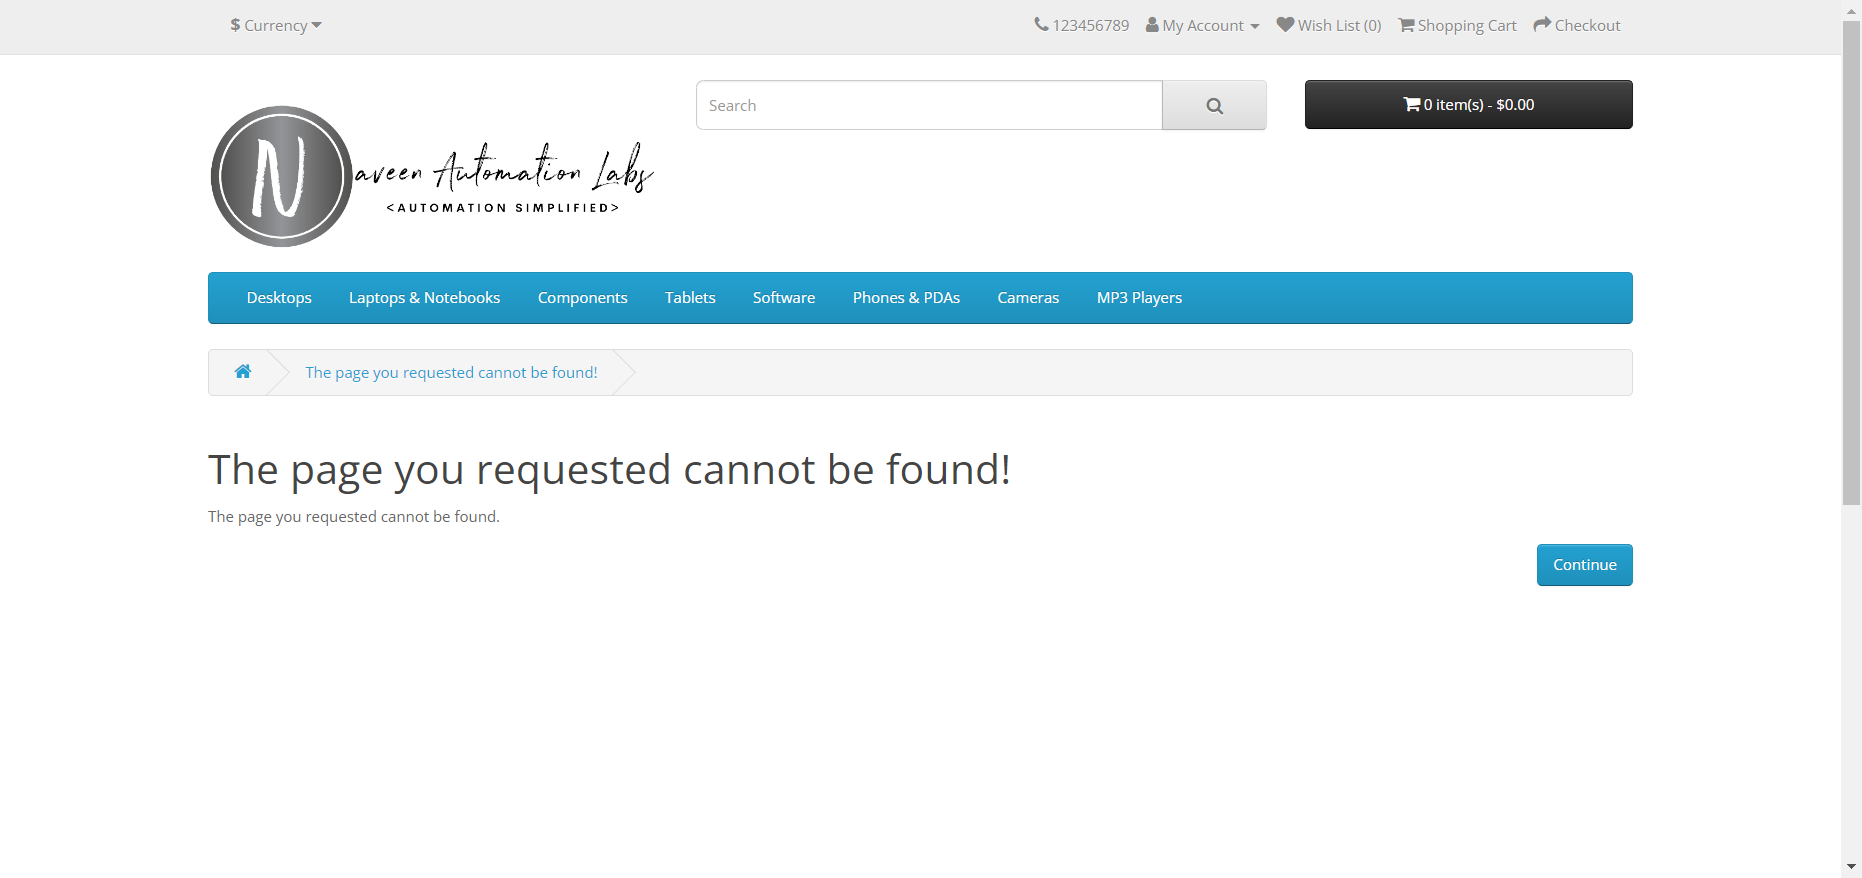 $ Currency
123456789 My Account Wish List (0) Shopping Cart Checkout
Search
0 item(s) - $0.00
Naveen Automation Labs
<AUTOMATION SIMPLIFIED>
Desktops Laptops & Notebooks Components Tablets Software Phones & PDAs Cameras MP3 Players
The page you requested cannot be found!
The page you requested cannot be found!
The page you requested cannot be found.
Continue